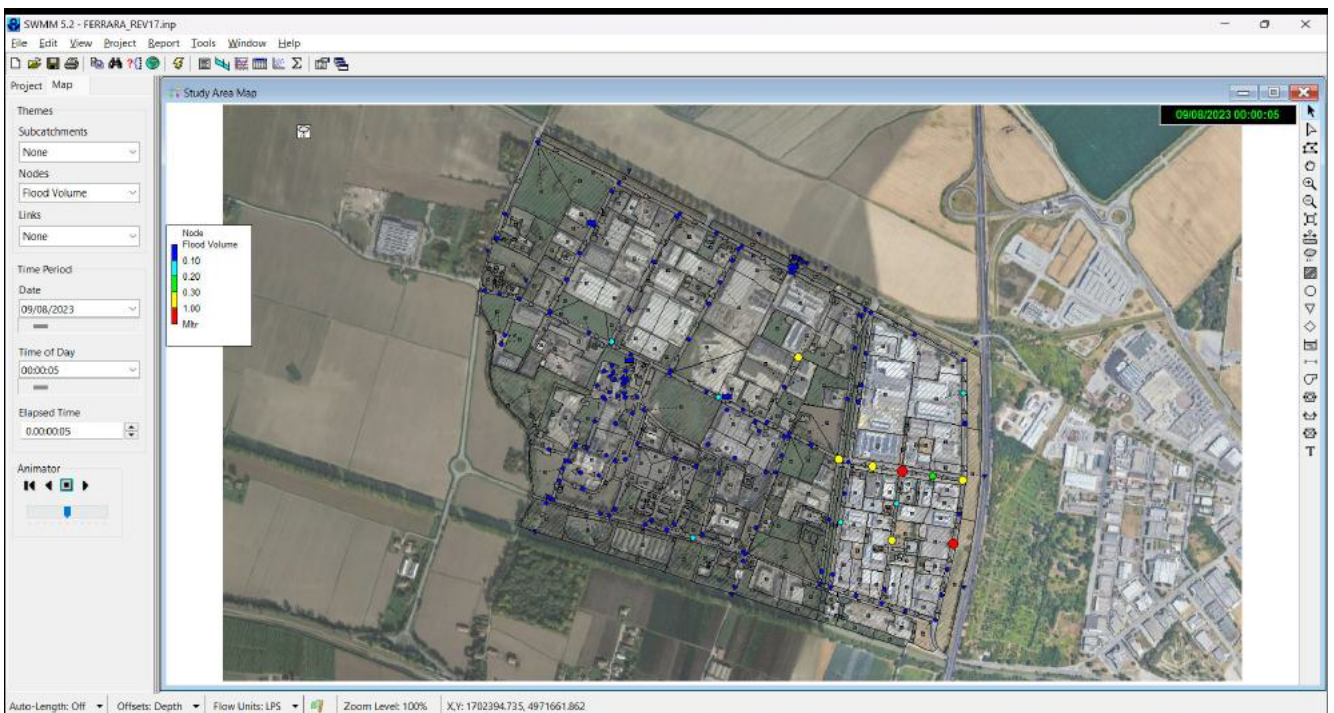 SWMM 5.2 - FERRARA_REV17.inp
File Edit View Project Report Tools Window Help
Project Map
Study Area Map
09/08/2023 00:00:05
Themes
Subcatchments
None
Nodes
Flood Volume
Links
None
Node
Flood Volume
0.10
0.20
0.30
1.00
Mltr
Time Period
Date
09/08/2023
Time of Day
00:00:05
Elapsed Time
0.00:00:05
Animator
T
Auto-Length: Off Offsets: Depth Flow Units: LPS Zoom Level: 100% X,Y: 1702394.735, 4971661.862